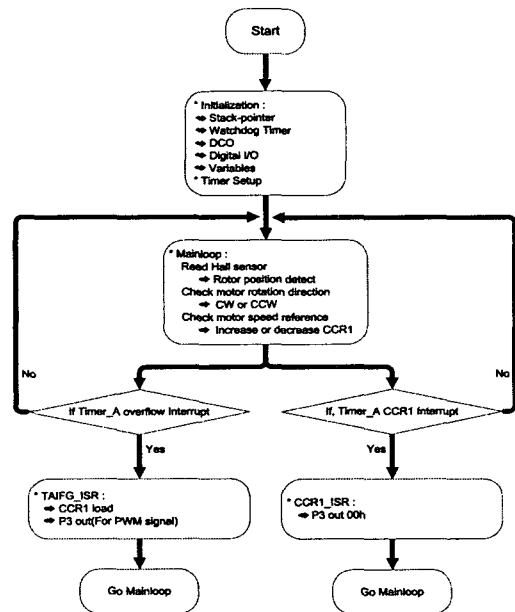 Start
* Initialization :
➔ Stack-pointer
➔ Watchdog Timer
➔ DCO
➔ Digital I/O
➔ Variables
* Timer Setup
* Mainloop :
Read Hall sensor
➔ Rotor position detect
Check motor rotation direction
➔ CW or CCW
Check motor speed reference
➔ Increase or decrease CCR1
No
No
If Timer_A overflow Interrupt
If, Timer_A CCR1 Interrupt
Yes
Yes
* TAIFG_ISR :
➔ CCR1 load
➔ P3 out(For PWM signal)
* CCR1_ISR :
➔ P3 out 00h
Go Mainloop
Go Mainloop